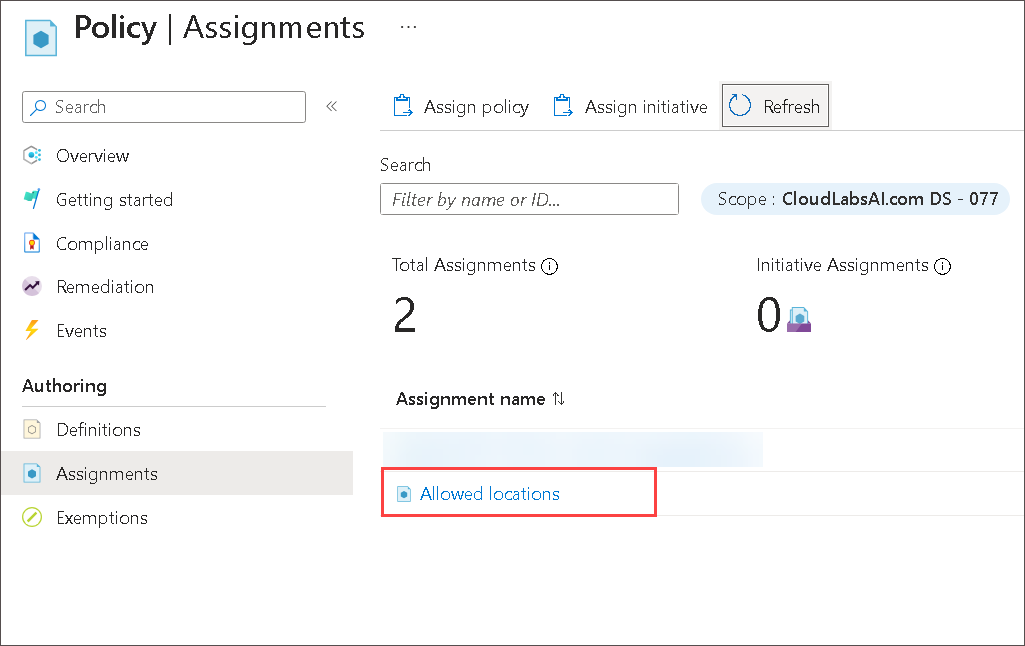 Policy | Assignments ...
Search
«
Overview
Getting started
Compliance
Remediation
Events
Authoring
Definitions
Assignments
Exemptions
Assign policy
Assign initiative
Refresh
Search
Filter by name or ID...
Scope : CloudLabsAI.com DS - 077
Total Assignments
2
Initiative Assignments
0
Assignment name ↑↓
Allowed locations